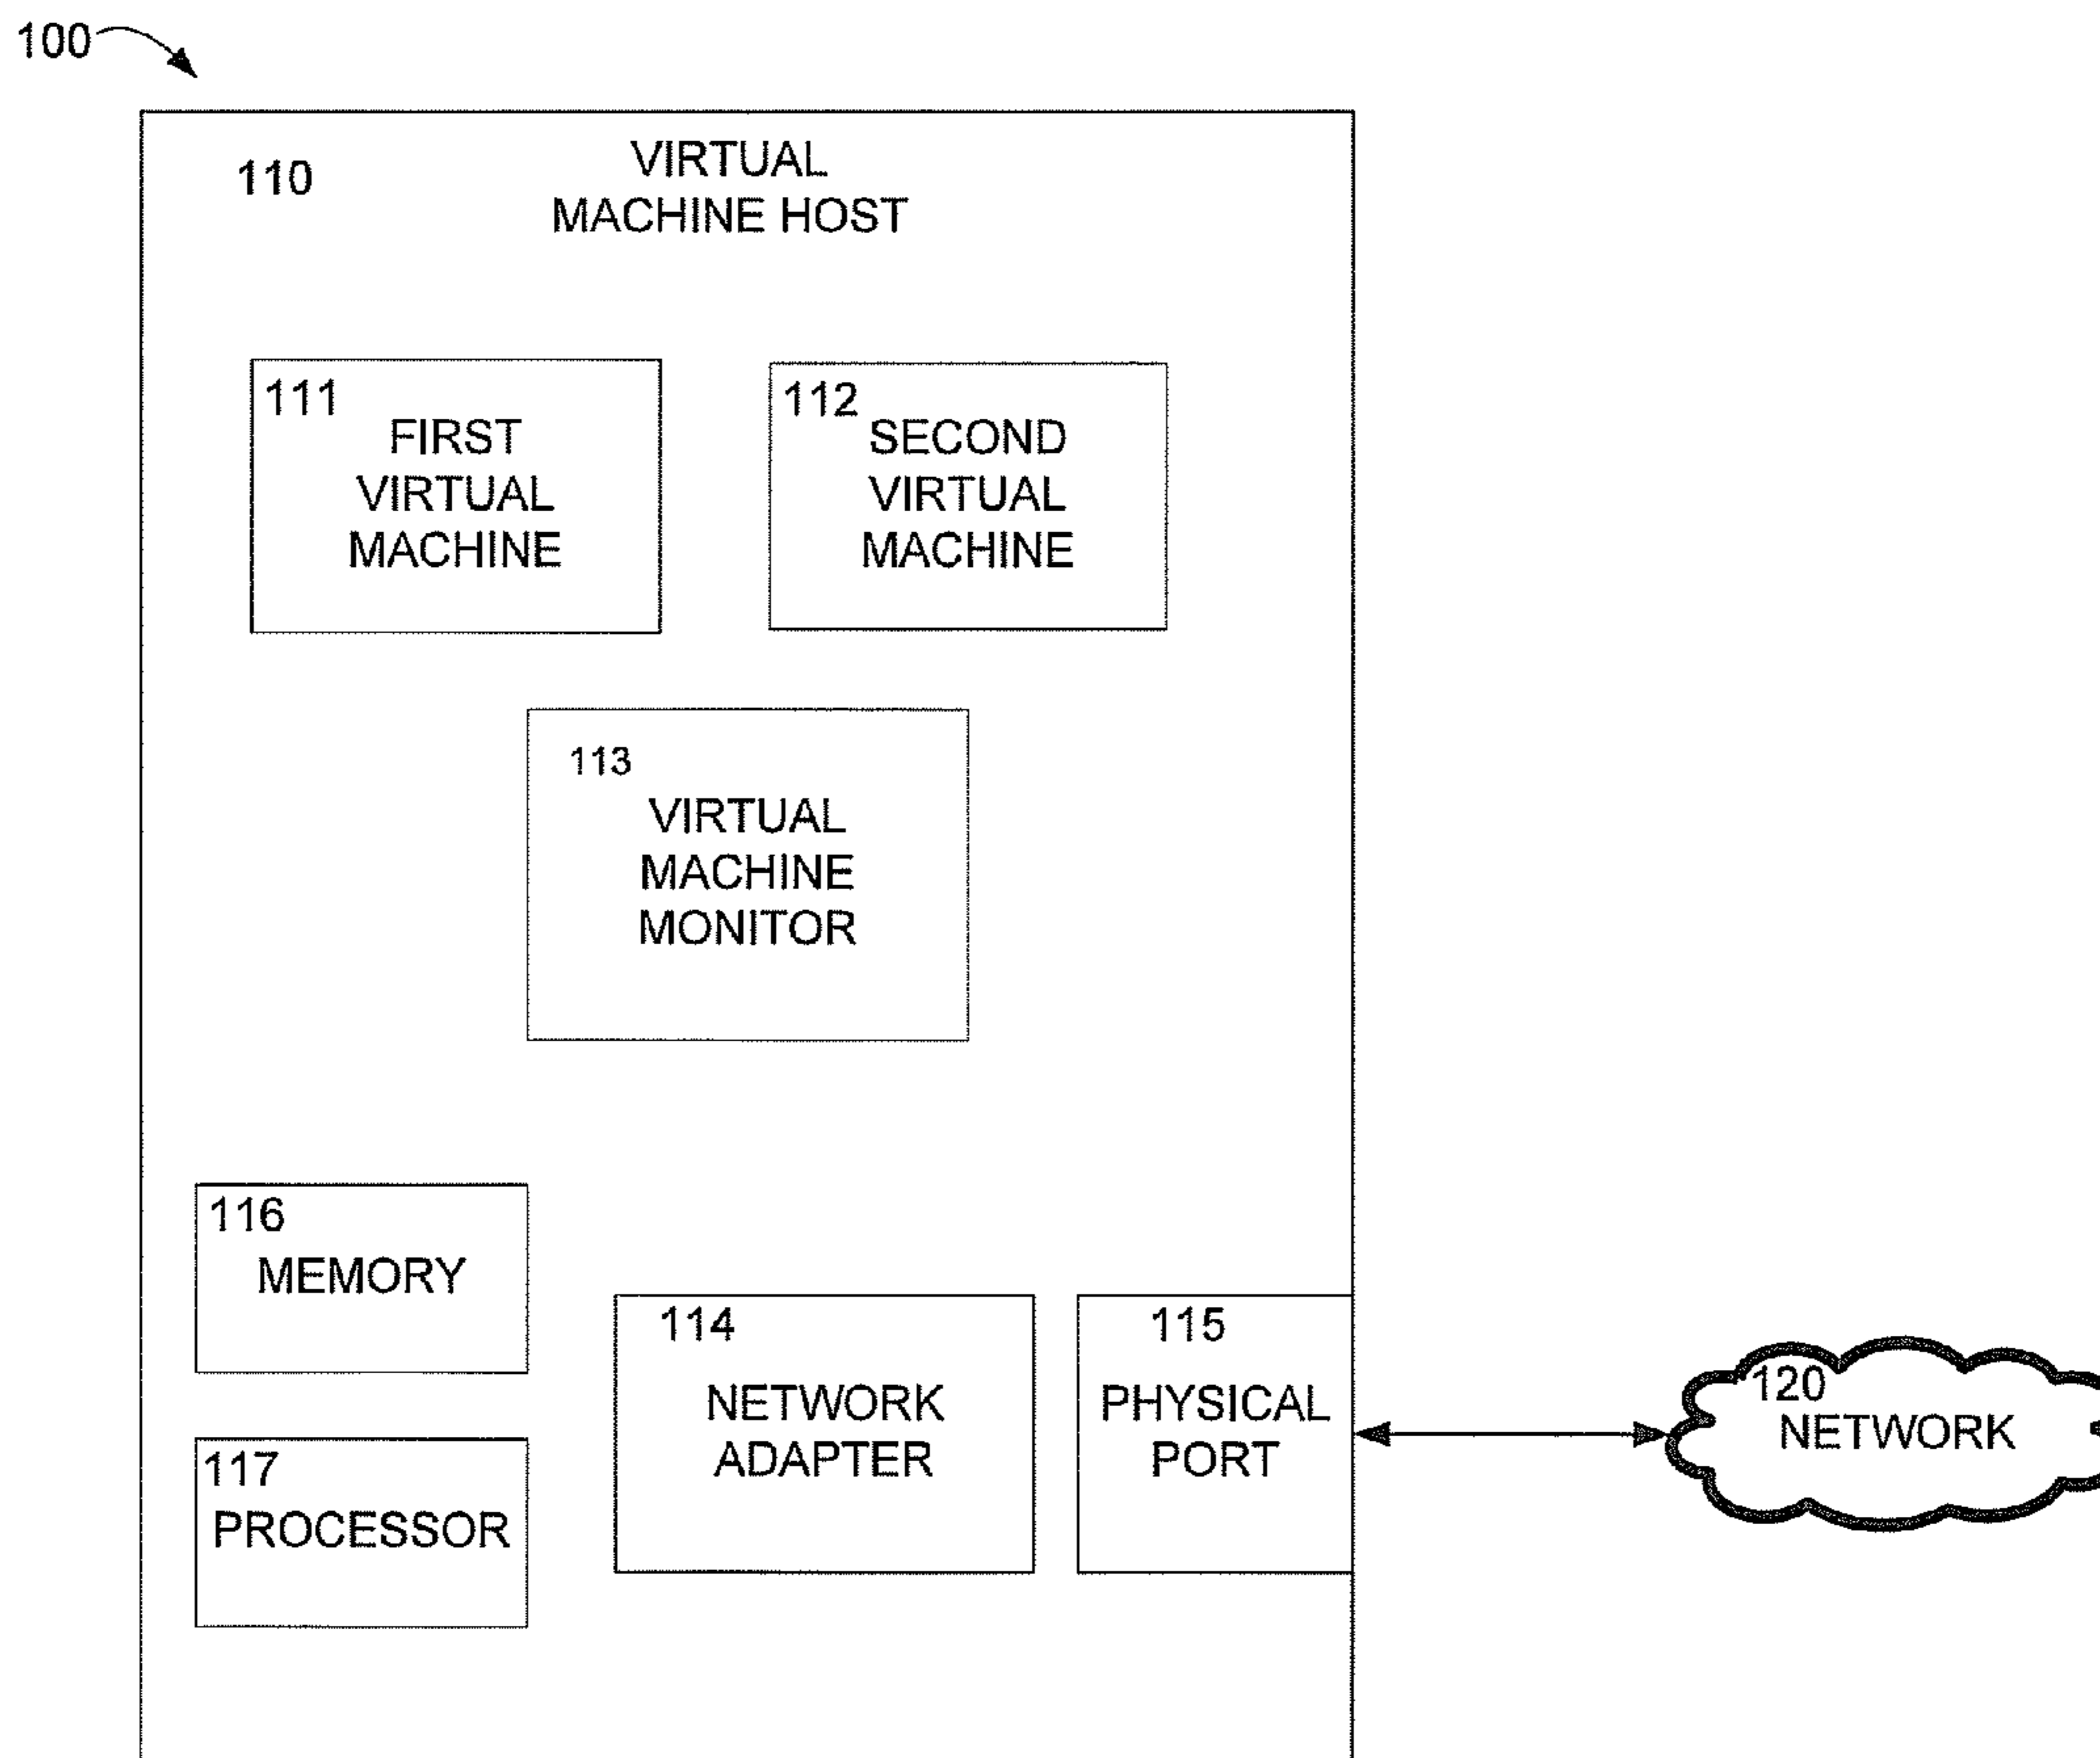 100
110
VIRTUAL
MACHINE HOST
111
FIRST
VIRTUAL
MACHINE
112
SECOND
VIRTUAL
MACHINE
113
VIRTUAL
MACHINE
MONITOR
116
MEMORY
117
PROCESSOR
114
NETWORK
ADAPTER
115
PHYSICAL
PORT
120
NETWORK